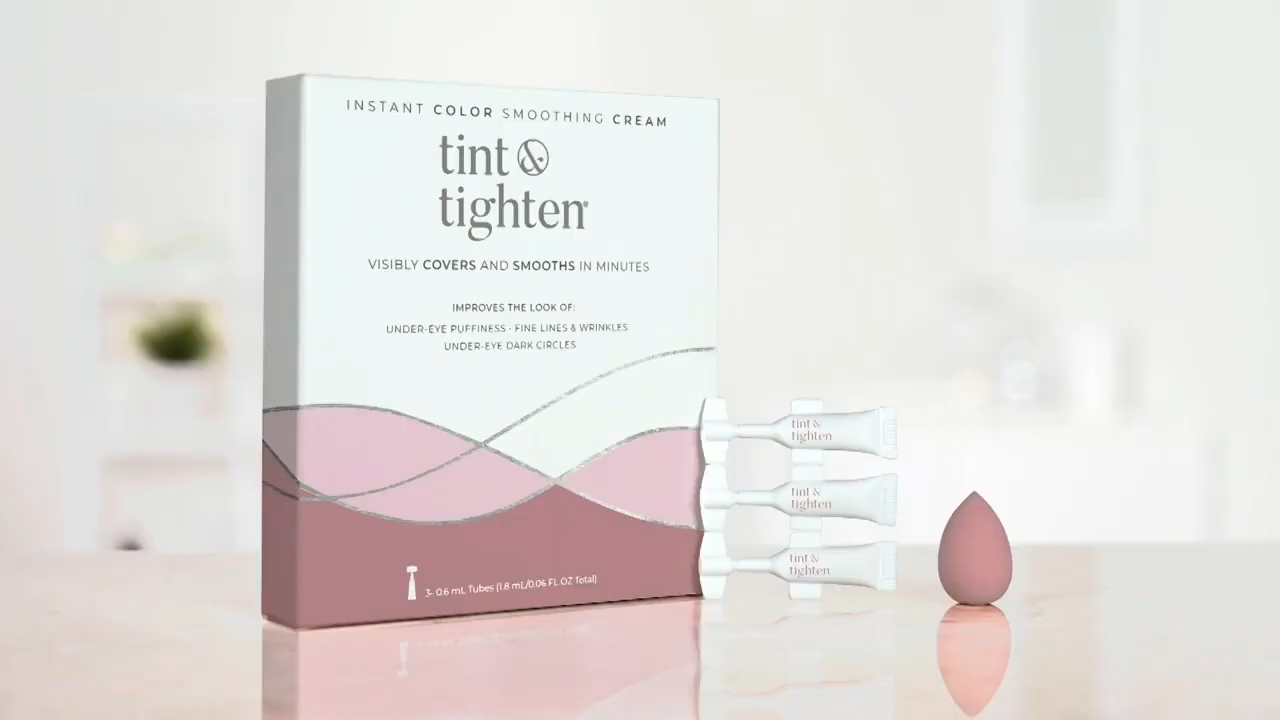 INSTANT COLOR SMOOTHING CREAM
tint &
tighten
VISIBLY COVERS AND SMOOTHS IN MINUTES
IMPROVES THE LOOK OF:
UNDER-EYE PUFFINESS · FINE LINES & WRINKLES
UNDER-EYE DARK CIRCLES
3- 0.6 mL Tubes (1.8 mL/0.06 FL OZ Total)
tint &
tighten
tint &
tighten
tint &
tighten